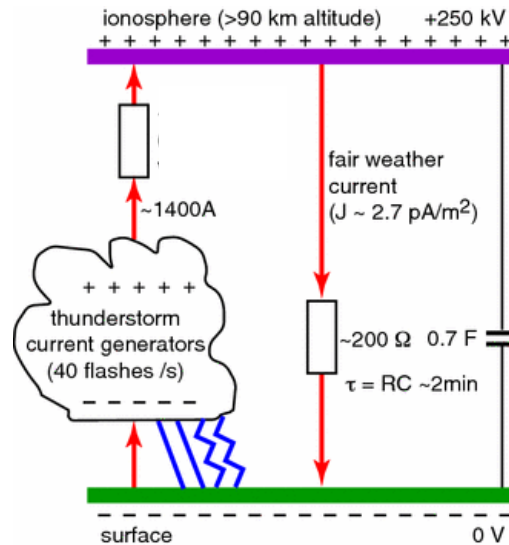 ionosphere (>90 km altitude) +250 kV
+ + + + + + + + + + + + + + + +
fair weather
current
(J ~ 2.7 pA/m²)
~1400A
+ + + + +
thunderstorm
current generators
(40 flashes /s)
– – – – –
~200 Ω 0.7 F
τ = RC ~2min
– – – – – – – – – – – – – – – –
surface 0 V